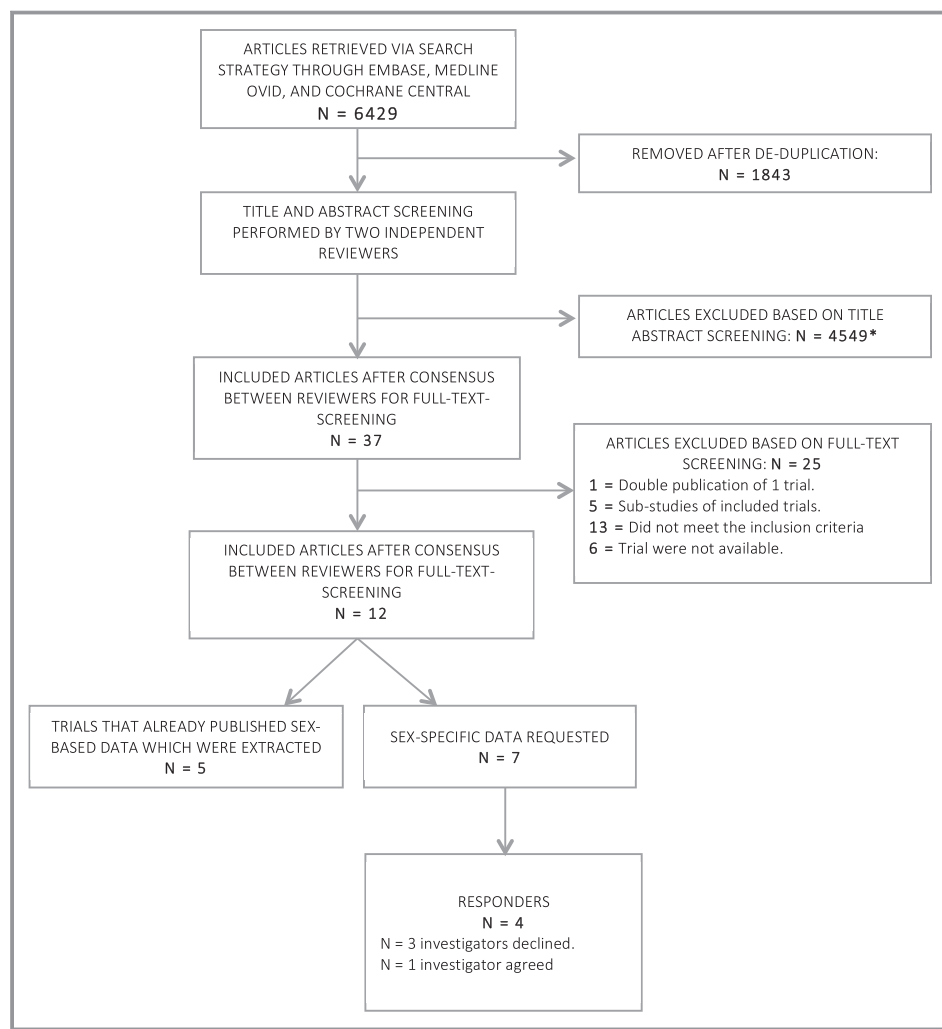 ARTICLES RETRIEVED VIA SEARCH
STRATEGY THROUGH EMBASE, MEDLINE
OVID, AND COCHRANE CENTRAL
N = 6429
REMOVED AFTER DE-DUPLICATION:
N = 1843
TITLE AND ABSTRACT SCREENING
PERFORMED BY TWO INDEPENDENT
REVIEWERS
ARTICLES EXCLUDED BASED ON TITLE
ABSTRACT SCREENING: N = 4549*
INCLUDED ARTICLES AFTER CONSENSUS
BETWEEN REVIEWERS FOR FULL-TEXT-
SCREENING
N = 37
ARTICLES EXCLUDED BASED ON FULL-TEXT
SCREENING: N = 25
1 = Double publication of 1 trial.
5 = Sub-studies of included trials.
13 = Did not meet the inclusion criteria
6 = Trial were not available.
INCLUDED ARTICLES AFTER CONSENSUS
BETWEEN REVIEWERS FOR FULL-TEXT-
SCREENING
N = 12
TRIALS THAT ALREADY PUBLISHED SEX-
BASED DATA WHICH WERE EXTRACTED
N = 5
SEX-SPECIFIC DATA REQUESTED
N = 7
RESPONDERS
N = 4
N = 3 investigators declined.
N = 1 investigator agreed